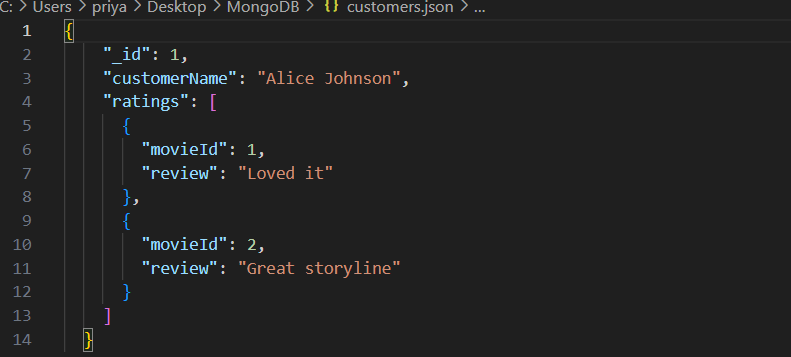 C: > Users > priya > Desktop > MongoDB > {} customers.json > ...
1 {
2 "_id": 1,
3 "customerName": "Alice Johnson",
4 "ratings": [
5 {
6 "movieId": 1,
7 "review": "Loved it"
8 },
9 {
10 "movieId": 2,
11 "review": "Great storyline"
12 }
13 ]
14 }